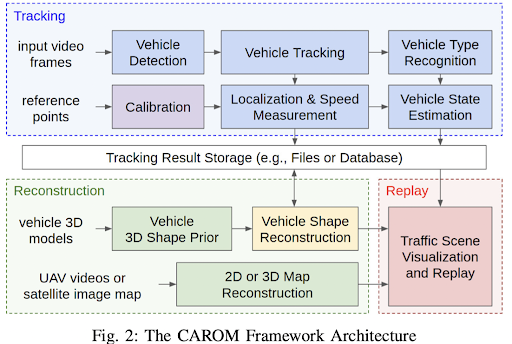 Tracking
input video
frames
Vehicle
Detection
Vehicle Tracking
Vehicle Type
Recognition
reference
points
Calibration
Localization & Speed
Measurement
Vehicle State
Estimation
Tracking Result Storage (e.g., Files or Database)
Reconstruction
Replay
vehicle 3D
models
Vehicle
3D Shape Prior
Vehicle Shape
Reconstruction
Traffic Scene
Visualization
and Replay
UAV videos or
satellite image map
2D or 3D Map
Reconstruction
Fig. 2: The CAROM Framework Architecture